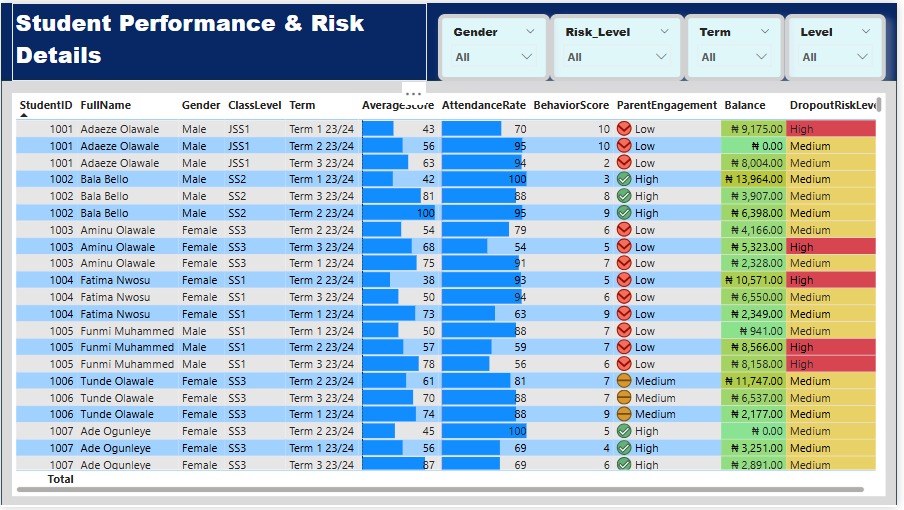 Student Performance & Risk
Details
Gender
All
Risk_Level
All
Term
All
Level
All
StudentID FullName Gender ClassLevel Term AverageScore AttendanceRate BehaviorScore ParentEngagement Balance DropoutRiskLeve
1001 Adaeze Olawale Male JSS1 Term 1 23/24 43 70 10 Low ₦ 9,175.00 High
1001 Adaeze Olawale Male JSS1 Term 2 23/24 56 95 10 Low ₦ 0.00 Medium
1001 Adaeze Olawale Male JSS1 Term 3 23/24 63 94 2 Low ₦ 8,004.00 Medium
1002 Bala Bello Male SS2 Term 1 23/24 42 100 3 High ₦ 13,964.00 Medium
1002 Bala Bello Male SS2 Term 3 23/24 81 88 8 High ₦ 3,907.00 Medium
1002 Bala Bello Male SS2 Term 2 23/24 100 95 9 High ₦ 6,398.00 Medium
1003 Aminu Olawale Female SS3 Term 2 23/24 54 79 6 Low ₦ 4,166.00 Medium
1003 Aminu Olawale Female SS3 Term 3 23/24 68 54 5 Low ₦ 5,323.00 High
1003 Aminu Olawale Female SS3 Term 1 23/24 75 91 7 Low ₦ 2,328.00 Medium
1004 Fatima Nwosu Female SS1 Term 2 23/24 38 93 5 Low ₦ 10,571.00 High
1004 Fatima Nwosu Female SS1 Term 3 23/24 50 94 6 Low ₦ 6,550.00 Medium
1004 Fatima Nwosu Female SS1 Term 1 23/24 73 63 9 Low ₦ 2,349.00 Medium
1005 Funmi Muhammed Male SS1 Term 1 23/24 50 88 7 Low ₦ 941.00 Medium
1005 Funmi Muhammed Male SS1 Term 2 23/24 57 59 7 Low ₦ 8,566.00 High
1005 Funmi Muhammed Male SS1 Term 3 23/24 78 56 6 Low ₦ 8,158.00 High
1006 Tunde Olawale Female SS3 Term 2 23/24 61 81 7 Medium ₦ 11,747.00 Medium
1006 Tunde Olawale Female SS3 Term 3 23/24 70 88 7 Medium ₦ 6,537.00 Medium
1006 Tunde Olawale Female SS3 Term 1 23/24 74 88 9 Medium ₦ 2,177.00 Medium
1007 Ade Ogunleye Female SS3 Term 2 23/24 45 100 5 High ₦ 0.00 Medium
1007 Ade Ogunleye Female SS3 Term 1 23/24 56 69 4 High ₦ 3,251.00 Medium
1007 Ade Ogunleye Female SS3 Term 3 23/24 87 69 6 High ₦ 2,891.00 Medium
Total